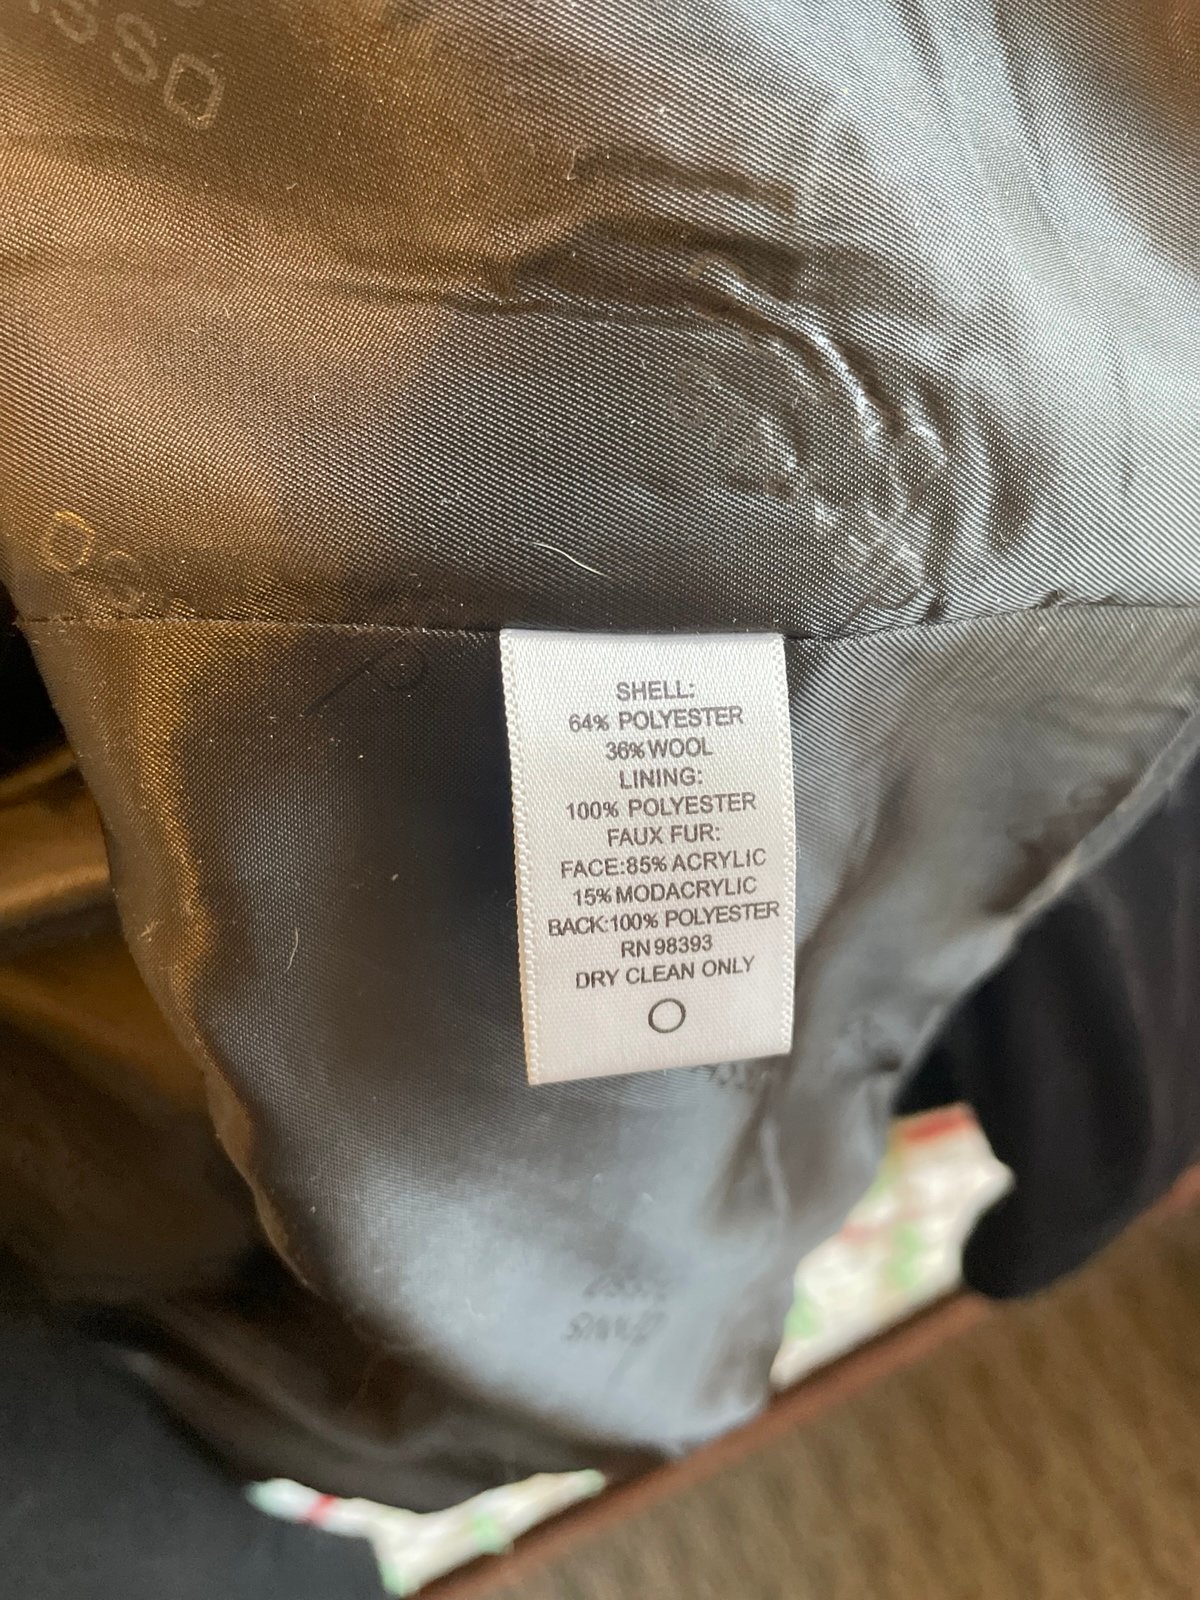 SHELL:
64% POLYESTER
36% WOOL
LINING:
100% POLYESTER
FAUX FUR:
FACE:85% ACRYLIC
15% MODACRYLIC
BACK:100% POLYESTER
RN 98393
DRY CLEAN ONLY